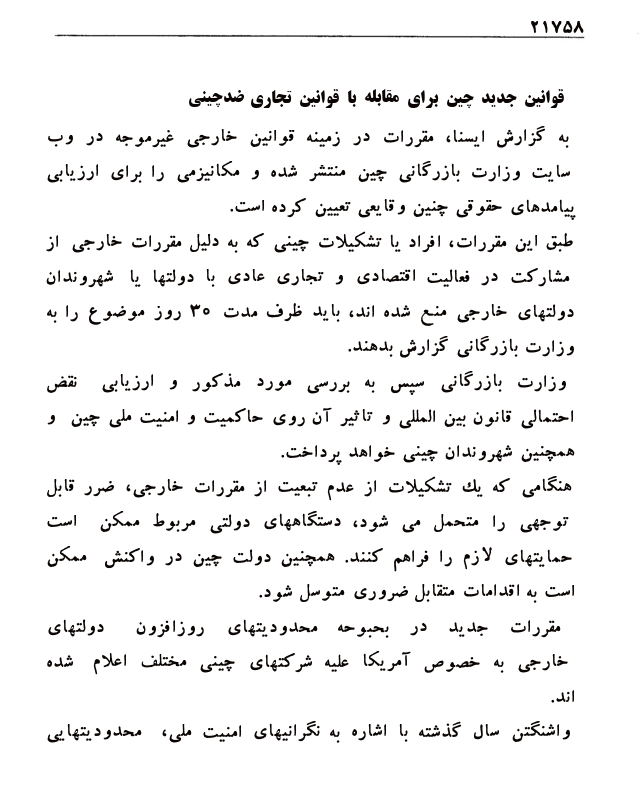 ۲۱۷۵۸
قوانین جدید چین برای مقابله با قوانین تجاری ضدچینی
به گزارش ایسنا، مقررات در زمینه قوانین خارجی غیرموجه در وب
سایت وزارت بازرگانی چین منتشر شده و مکانیزمی را برای ارزیابی
پیامدهای حقوقی چنین وقایعی تعیین کرده است.
طبق این مقررات، افراد یا تشکیلات چینی که به دلیل مقررات خارجی از
مشارکت در فعالیت اقتصادی و تجاری عادی با دولتها یا شهروندان
دولتهای خارجی منع شده اند، باید ظرف مدت ۳۰ روز موضوع را به
وزارت بازرگانی گزارش بدهند.
وزارت بازرگانی سپس به بررسی مورد مذکور و ارزیابی نقض
احتمالی قانون بین المللی و تاثیر آن روی حاکمیت و امنیت ملی چین و
همچنین شهروندان چینی خواهد پرداخت.
هنگامی که یك تشکیلات از عدم تبعیت از مقررات خارجی، ضرر قابل
توجهی را متحمل می شود، دستگاههای دولتی مربوط ممکن است
حمایتهای لازم را فراهم کنند. همچنین دولت چین در واکنش ممکن
است به اقدامات متقابل ضروری متوسل شود.
مقررات جدید در بحبوحه محدودیتهای روزافزون دولتهای
خارجی به خصوص آمریکا علیه شرکتهای چینی مختلف اعلام شده
اند.
واشنگتن سال گذشته با اشاره به نگرانیهای امنیت ملی، محدودیتهایی